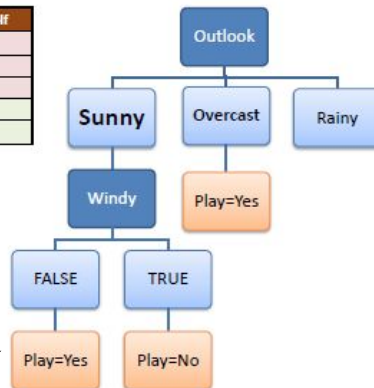 Outlook
Sunny
Overcast
Rainy
Windy
Play=Yes
FALSE
TRUE
Play=Yes
Play=No